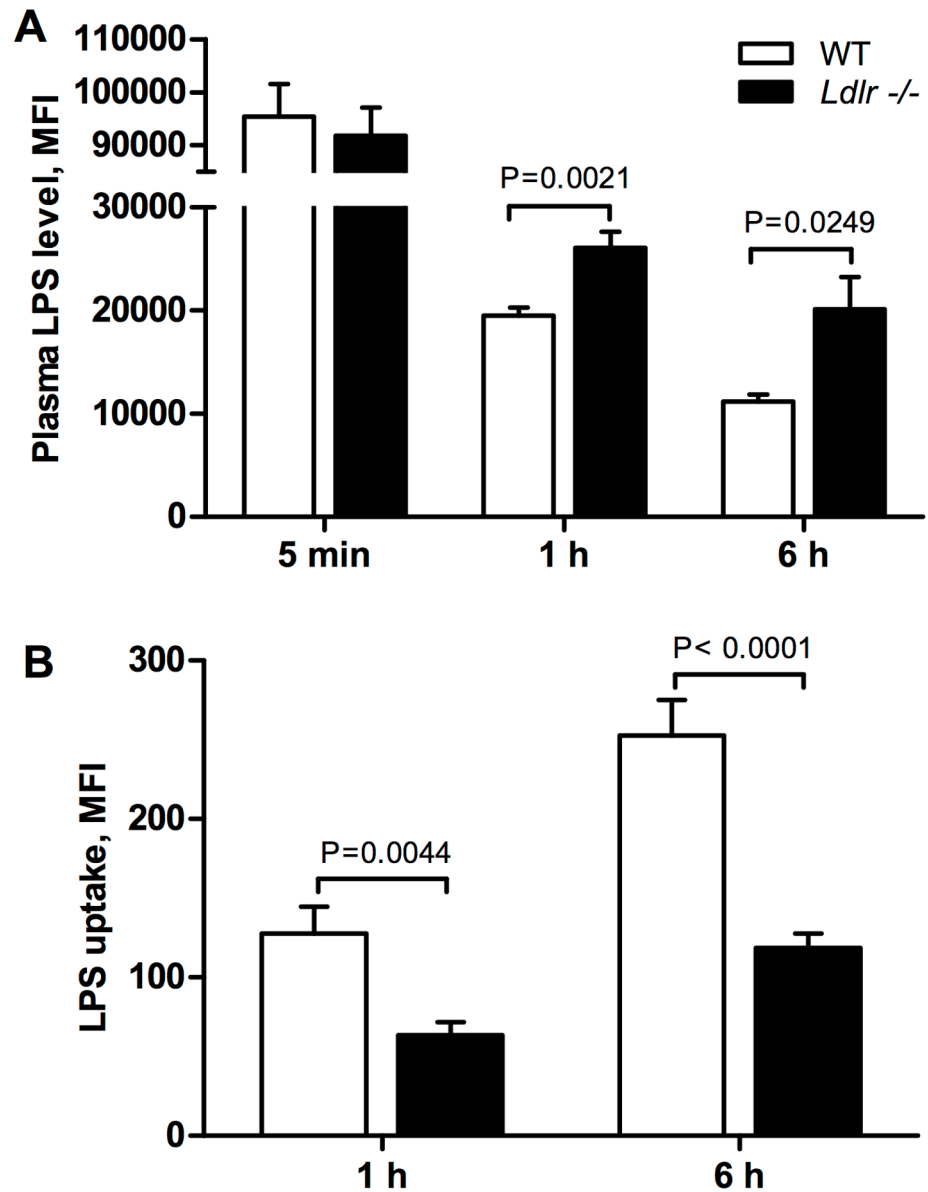 A
Plasma LPS level, MFI
110000
100000
90000
30000
20000
10000
0
WT
Ldlr -/-
P=0.0021
P=0.0249
5 min
1 h
6 h
B
LPS uptake, MFI
300
200
100
0
P=0.0044
P< 0.0001
1 h
6 h